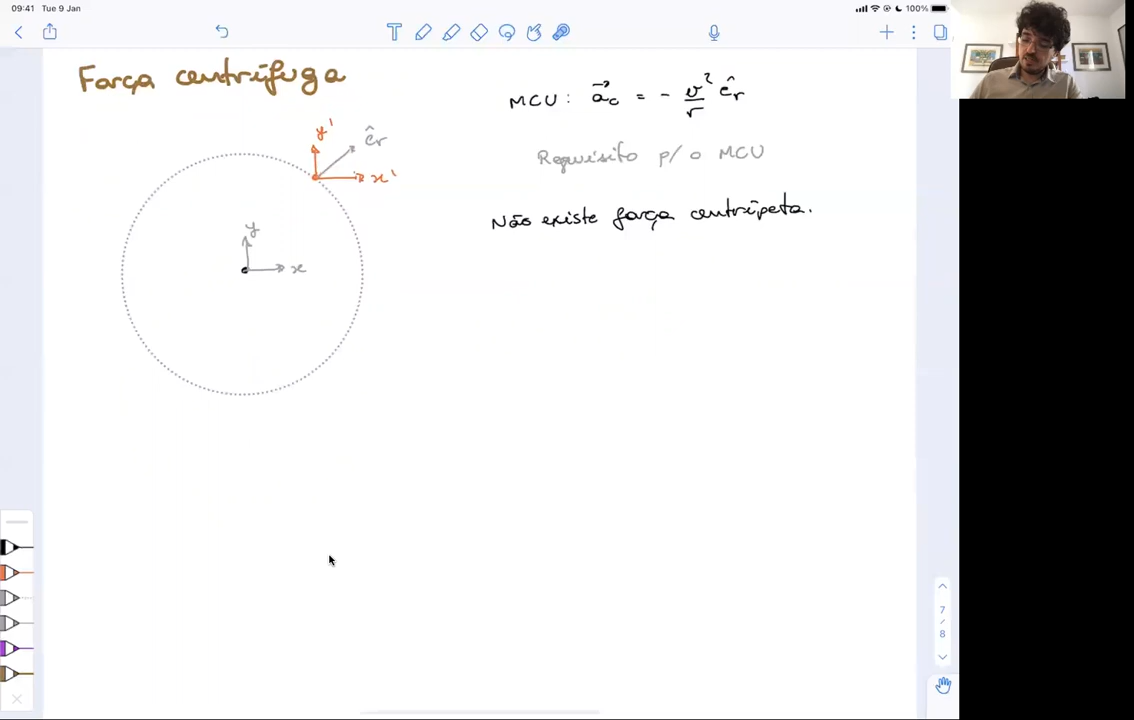 09:41 Tue 9 Jan
100%
T
Força centrífuga
MCU: a⃗c = - v²/r êr
y'
êr
x'
Requisito p/ o MCU
Não existe força centrípeta.
y
x
7
/
8